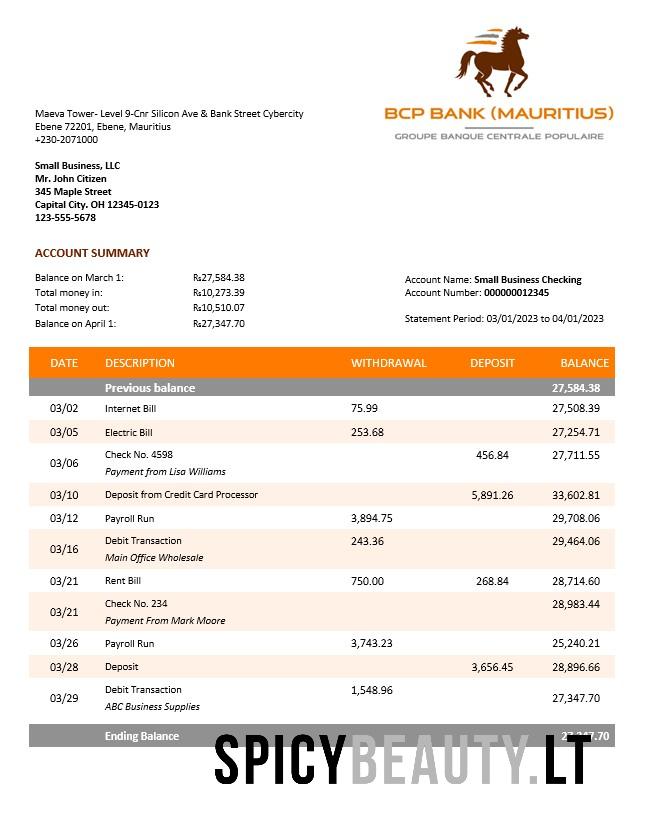 BCP BANK (MAURITIUS)
GROUPE BANQUE CENTRALE POPULAIRE
Maeva Tower- Level 9-Cnr Silicon Ave & Bank Street Cybercity
Ebene 72201, Ebene, Mauritius
+230-2071000
Small Business, LLC
Mr. John Citizen
345 Maple Street
Capital City. OH 12345-0123
123-555-5678
ACCOUNT SUMMARY
Balance on March 1: ₨27,584.38
Total money in: ₨10,273.39
Total money out: ₨10,510.07
Balance on April 1: ₨27,347.70
Account Name: Small Business Checking
Account Number: 000000012345
Statement Period: 03/01/2023 to 04/01/2023
DATE DESCRIPTION WITHDRAWAL DEPOSIT BALANCE
Previous balance 27,584.38
03/02 Internet Bill 75.99 27,508.39
03/05 Electric Bill 253.68 27,254.71
03/06 Check No. 4598 456.84 27,711.55
Payment from Lisa Williams
03/10 Deposit from Credit Card Processor 5,891.26 33,602.81
03/12 Payroll Run 3,894.75 29,708.06
03/16 Debit Transaction 243.36 29,464.06
Main Office Wholesale
03/21 Rent Bill 750.00 268.84 28,714.60
03/21 Check No. 234 28,983.44
Payment From Mark Moore
03/26 Payroll Run 3,743.23 25,240.21
03/28 Deposit 3,656.45 28,896.66
03/29 Debit Transaction 1,548.96 27,347.70
ABC Business Supplies
Ending Balance
SPICYBEAUTY.LT